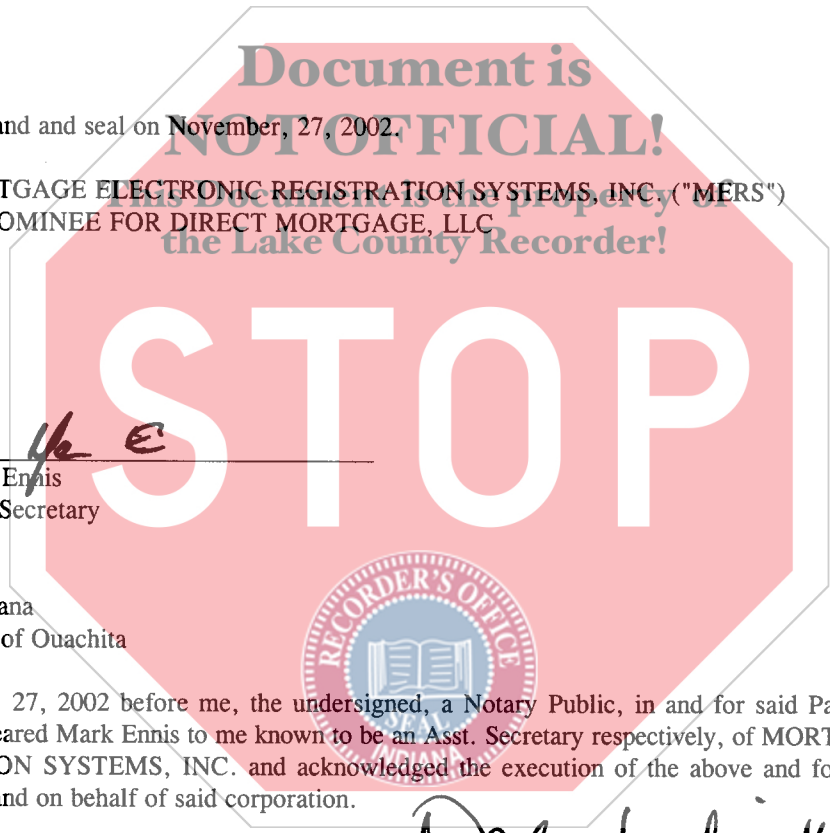 Document is
and and seal on November, 27, 2002.
NOT OFFICIAL!
TGAGE ELECTRONIC REGISTRATION SYSTEMS, INC. ("MERS")
This Document is the property of
OMINEE FOR DIRECT MORTGAGE, LLC
the Lake County Recorder!
STOP
Ennis
Secretary
RECORDER'S OFFICE
ana
of Ouachita
27, 2002 before me, the undersigned, a Notary Public, in and for said Pa
eared Mark Ennis to me known to be an Asst. Secretary respectively, of MORT
SEAL
ON SYSTEMS, INC. and acknowledged the execution of the above and fo
INDIANA
and on behalf of said corporation.